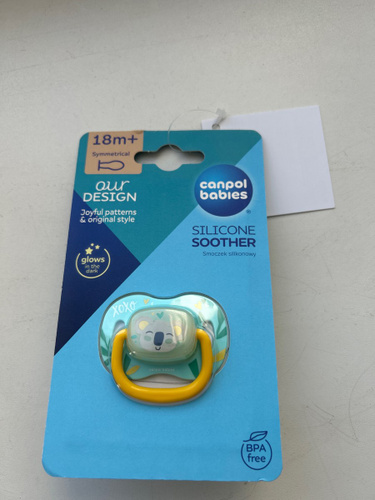 18m+
Symmetrical
our
DESIGN
Joyful patterns
& original style
glows
in the
dark
canpol
babies
SILICONE
SOOTHER
Smoczek silikonowy
xoxo
BPA
free